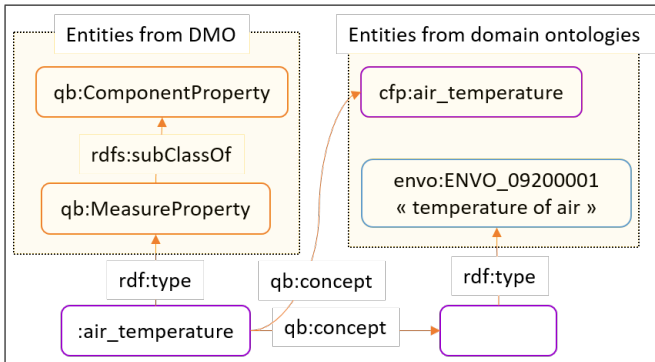 Entities from DMO
Entities from domain ontologies
qb:ComponentProperty
cfp:air_temperature
rdfs:subClassOf
envo:ENVO_09200001
« temperature of air »
qb:MeasureProperty
rdf:type
qb:concept
rdf:type
:air_temperature
qb:concept